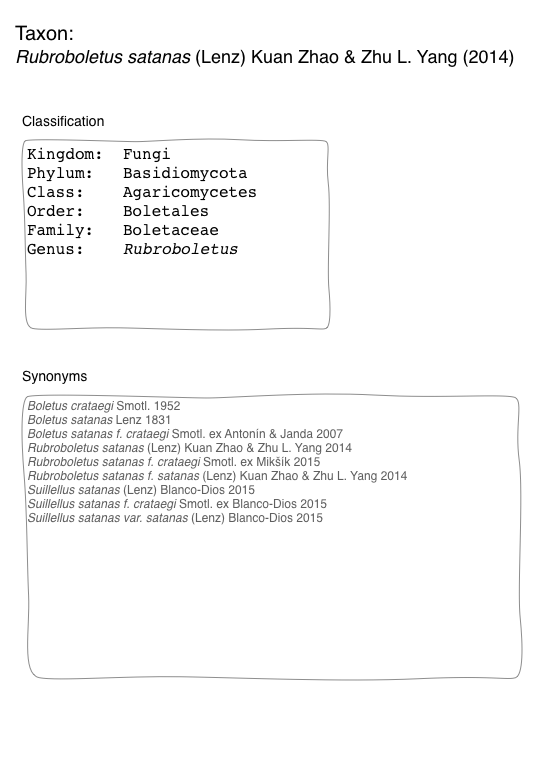 Taxon:
Rubroboletus satanas (Lenz) Kuan Zhao & Zhu L. Yang (2014)
Classification
Kingdom: Fungi
Phylum: Basidiomycota
Class: Agaricomycetes
Order: Boletales
Family: Boletaceae
Genus: Rubroboletus
Synonyms
Boletus crataegi Smotl. 1952
Boletus satanas Lenz 1831
Boletus satanas f. crataegi Smotl. ex Antonín & Janda 2007
Rubroboletus satanas (Lenz) Kuan Zhao & Zhu L. Yang 2014
Rubroboletus satanas f. crataegi Smotl. ex Mikšík 2015
Rubroboletus satanas f. satanas (Lenz) Kuan Zhao & Zhu L. Yang 2014
Suillellus satanas (Lenz) Blanco-Dios 2015
Suillellus satanas f. crataegi Smotl. ex Blanco-Dios 2015
Suillellus satanas var. satanas (Lenz) Blanco-Dios 2015